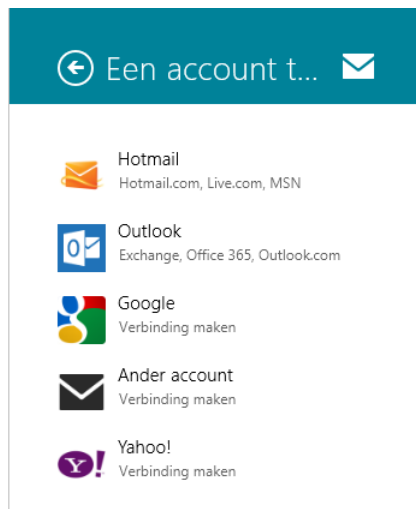 Een account t...
Hotmail
Hotmail.com, Live.com, MSN
Outlook
Exchange, Office 365, Outlook.com
Google
Verbinding maken
Ander account
Verbinding maken
Yahoo!
Verbinding maken